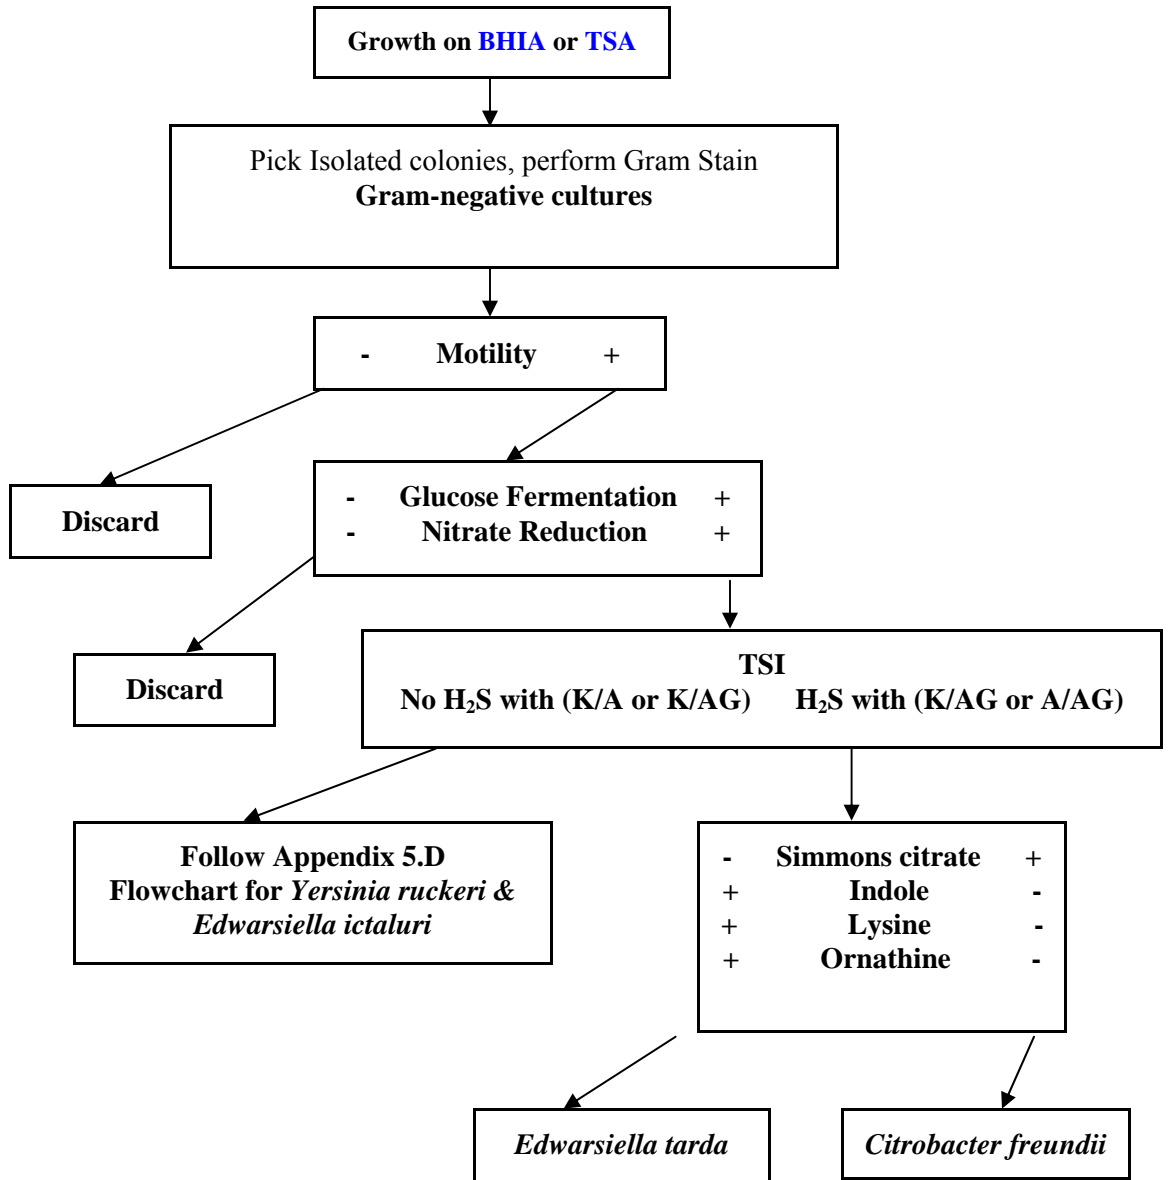 Growth on BHIA or TSA
Pick Isolated colonies, perform Gram Stain
Gram-negative cultures
- Motility +
Discard
- Glucose Fermentation +
- Nitrate Reduction +
Discard
TSI
No H₂S with (K/A or K/AG) H₂S with (K/AG or A/AG)
Follow Appendix 5.D
Flowchart for Yersinia ruckeri &
Edwarsiella ictaluri
- Simmons citrate +
+ Indole -
+ Lysine -
+ Ornathine -
Edwarsiella tarda
Citrobacter freundii